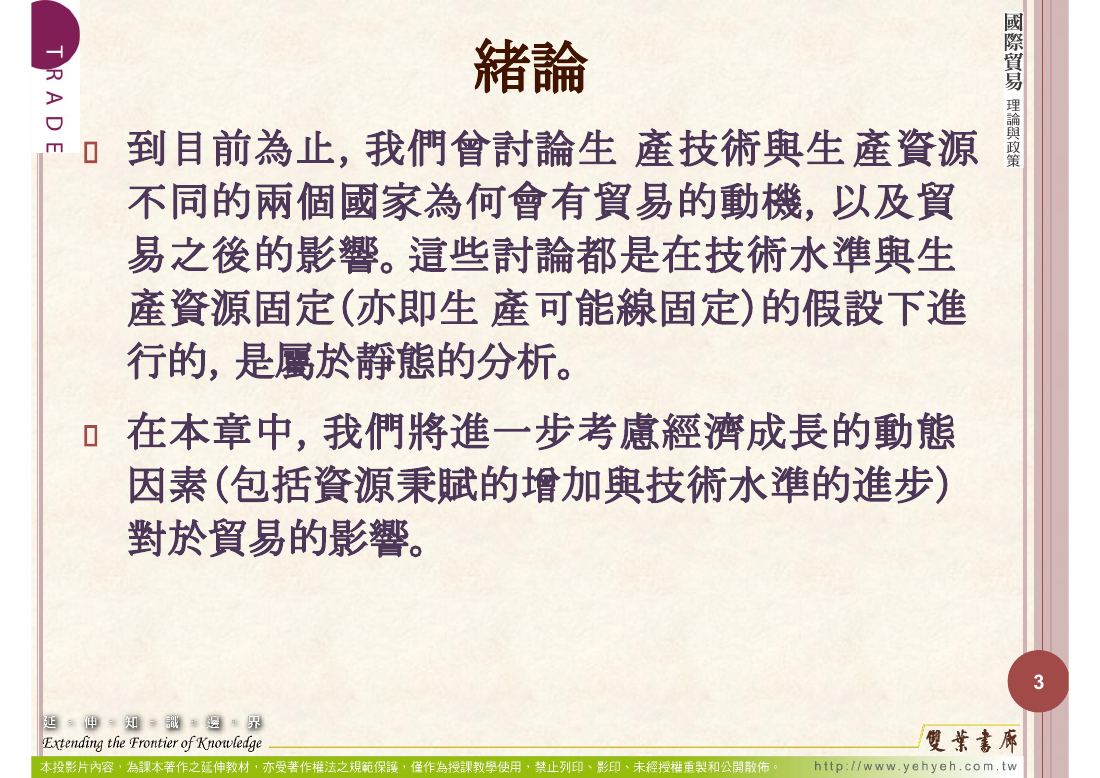 TRADE
國際貿易 理論與政策
緒論
到目前為止, 我們曾討論生 產技術與生產資源
不同的兩個國家為何會有貿易的動機, 以及貿
易之後的影響。這些討論都是在技術水準與生
產資源固定(亦即生 產可能線固定)的假設下進
行的, 是屬於靜態的分析。
在本章中, 我們將進一步考慮經濟成長的動態
因素(包括資源秉賦的增加與技術水準的進步)
對於貿易的影響。
3
延。伸。知。識。邊。界
Extending the Frontier of Knowledge
雙葉書廊
本投影片內容，為課本著作之延伸教材，亦受著作權法之規範保護，僅作為授課教學使用，禁止列印、影印、未經授權重製和公開散佈。
http://www.yehyeh.com.tw